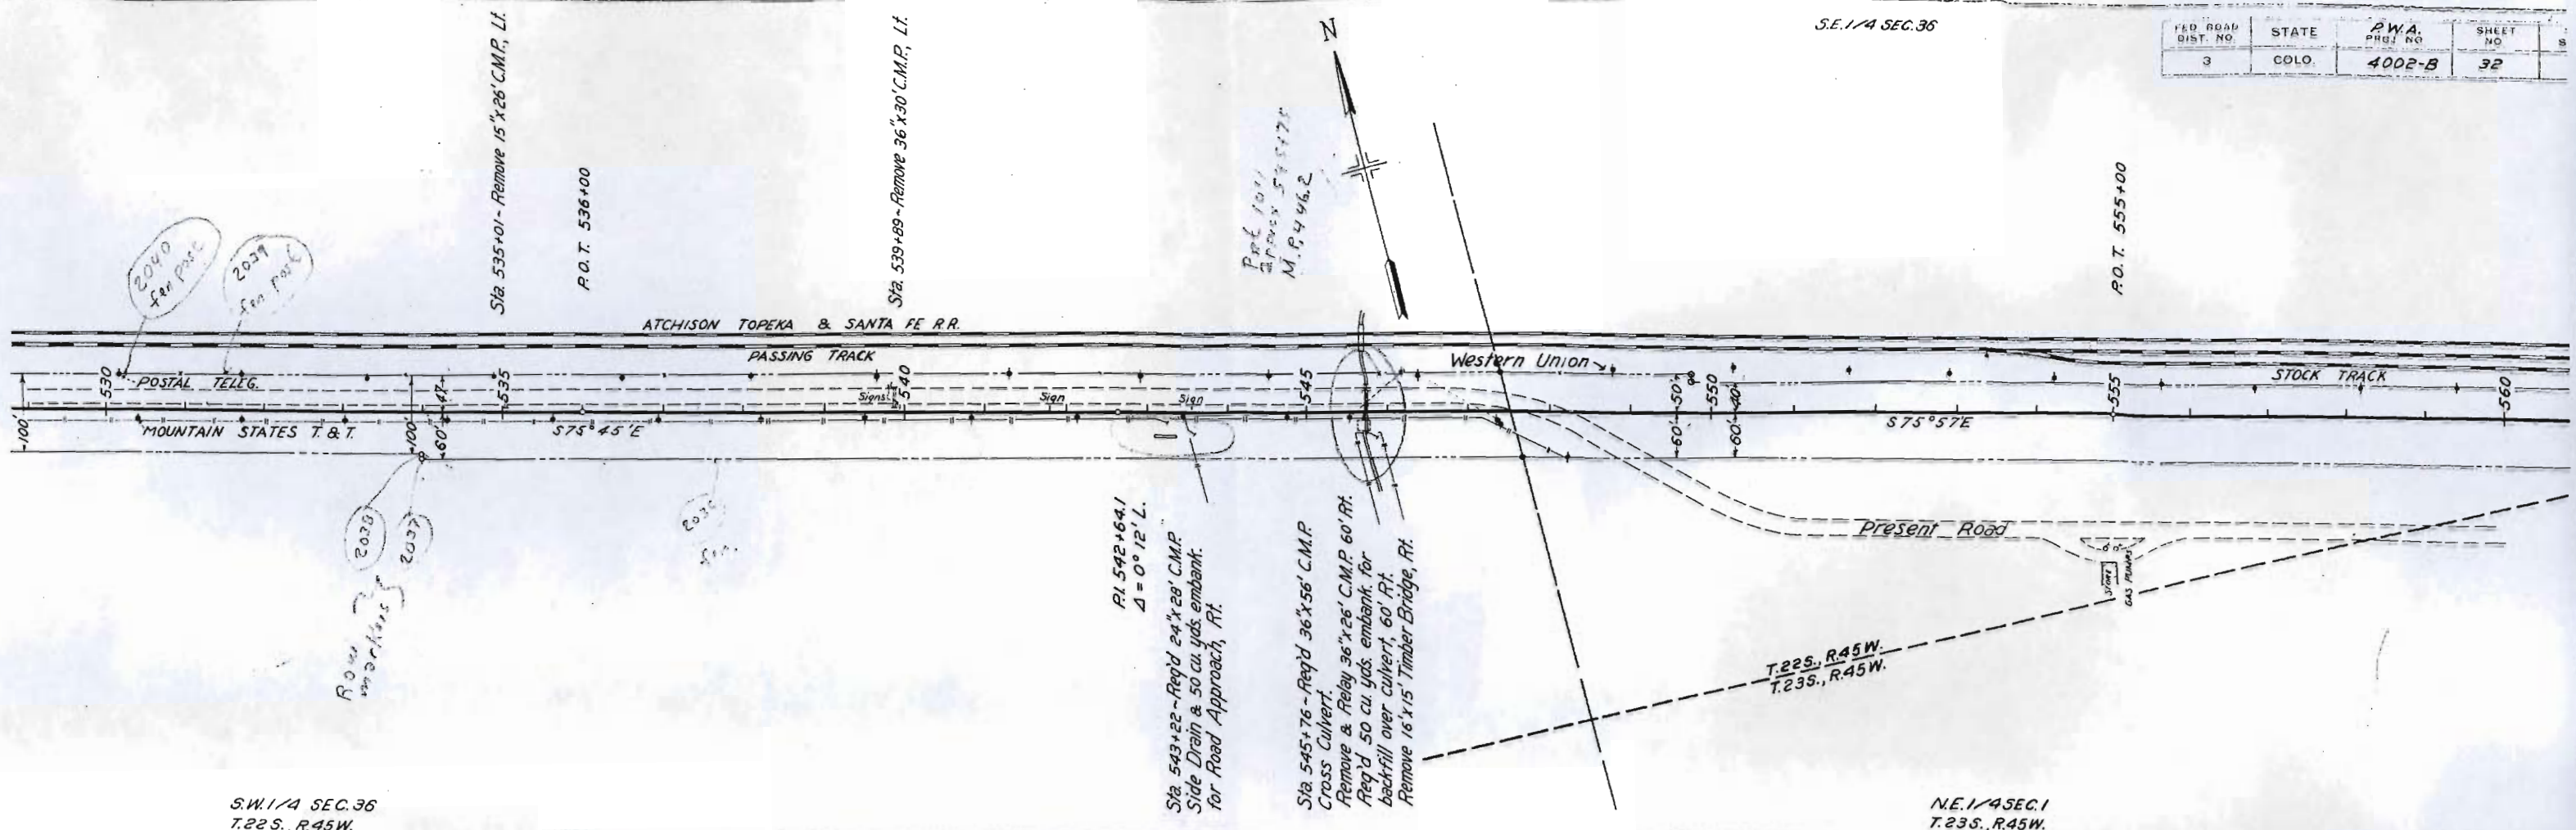 S.E.1/4 SEC.36
FED. ROAD DIST. NO.
STATE
P.W.A. PROJ. NO.
SHEET NO.
3
COLO.
4002-B
32
Sta. 535+01 - Remove 15"x26' C.M.P., Lt.
P.O.T. 536+00
Sta. 539+89 - Remove 36"x30' C.M.P., Lt.
N
545+75
M.P. 446.2
P.O.T. 555+00
2040
fen post
2039
fen post
ATCHISON TOPEKA & SANTA FE R.R.
PASSING TRACK
Western Union
STOCK TRACK
POSTAL TELEG.
530
535
540
545
550
555
560
Signs
Sign
Sign
100'
100'
47'
60'
50'
60'
40'
60'
MOUNTAIN STATES T. & T.
S75°45'E
S75°57'E
2038
2037
Row markers
P.I. 542+64.1
Δ = 0° 12' L.
Sta. 543+22 - Req'd 24"x28' C.M.P.
Side Drain & 50 cu. yds. embank.
for Road Approach, Rt.
Sta. 545+76 - Req'd 36"x56' C.M.P.
Cross Culvert.
Remove & Relay 36"x26' C.M.P. 60' Rt.
Req'd 50 cu. yds. embank. for
backfill over culvert, 60' Rt.
Remove 16'x15' Timber Bridge, Rt.
Present Road
STORE
GAS PUMPS
T.22S., R.45W.
T.23S., R.45W.
S.W.1/4 SEC.36
T.22S., R.45W.
N.E.1/4 SEC.1
T.23S., R.45W.